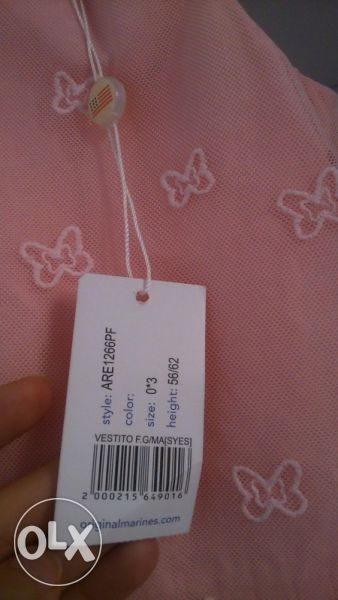 style: ARE1266PF
color:
size: 0*3
height: 56/62
VESTITO F.G/MA[SYES]
2 000215 649016
originalmarines.com
OLX